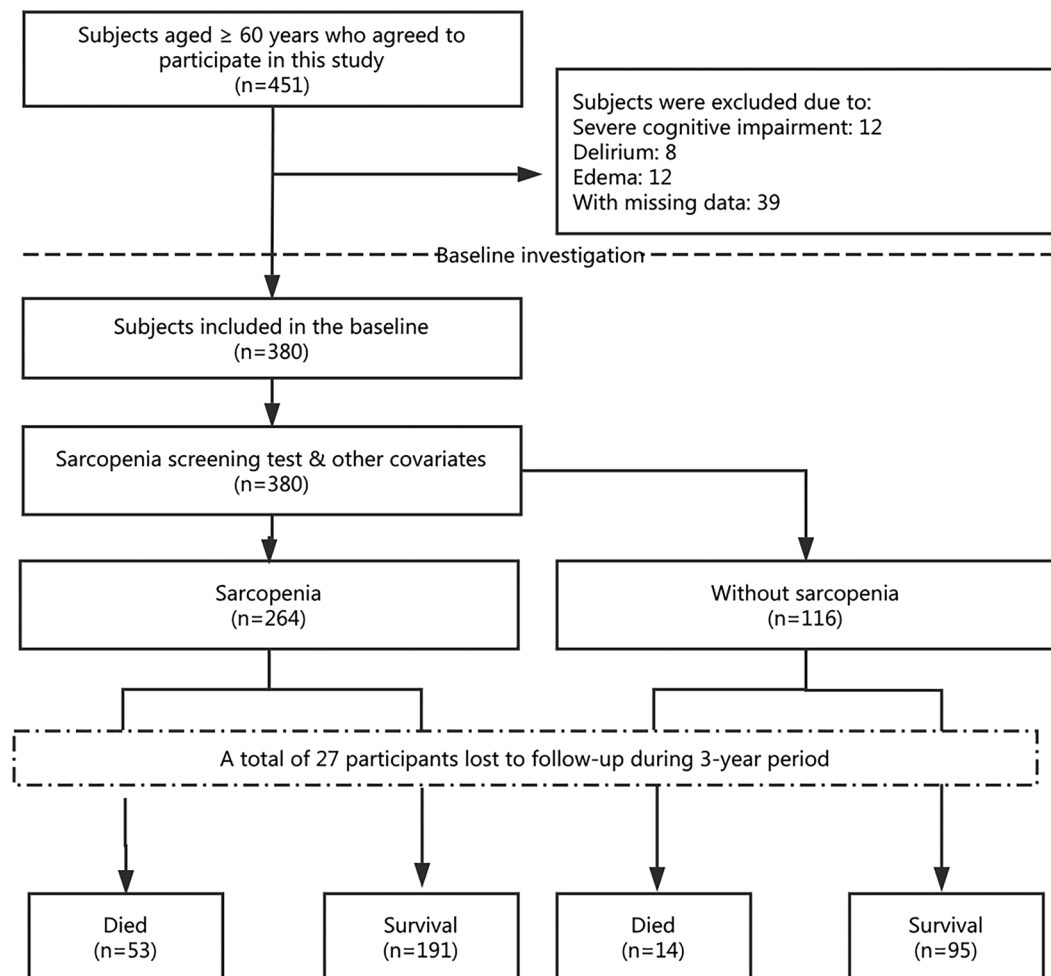 Subjects aged ≥ 60 years who agreed to
participate in this study
(n=451)
Subjects were excluded due to:
Severe cognitive impairment: 12
Delirium: 8
Edema: 12
With missing data: 39
Baseline investigation
Subjects included in the baseline
(n=380)
Sarcopenia screening test & other covariates
(n=380)
Sarcopenia
(n=264)
Without sarcopenia
(n=116)
A total of 27 participants lost to follow-up during 3-year period
Died
(n=53)
Survival
(n=191)
Died
(n=14)
Survival
(n=95)